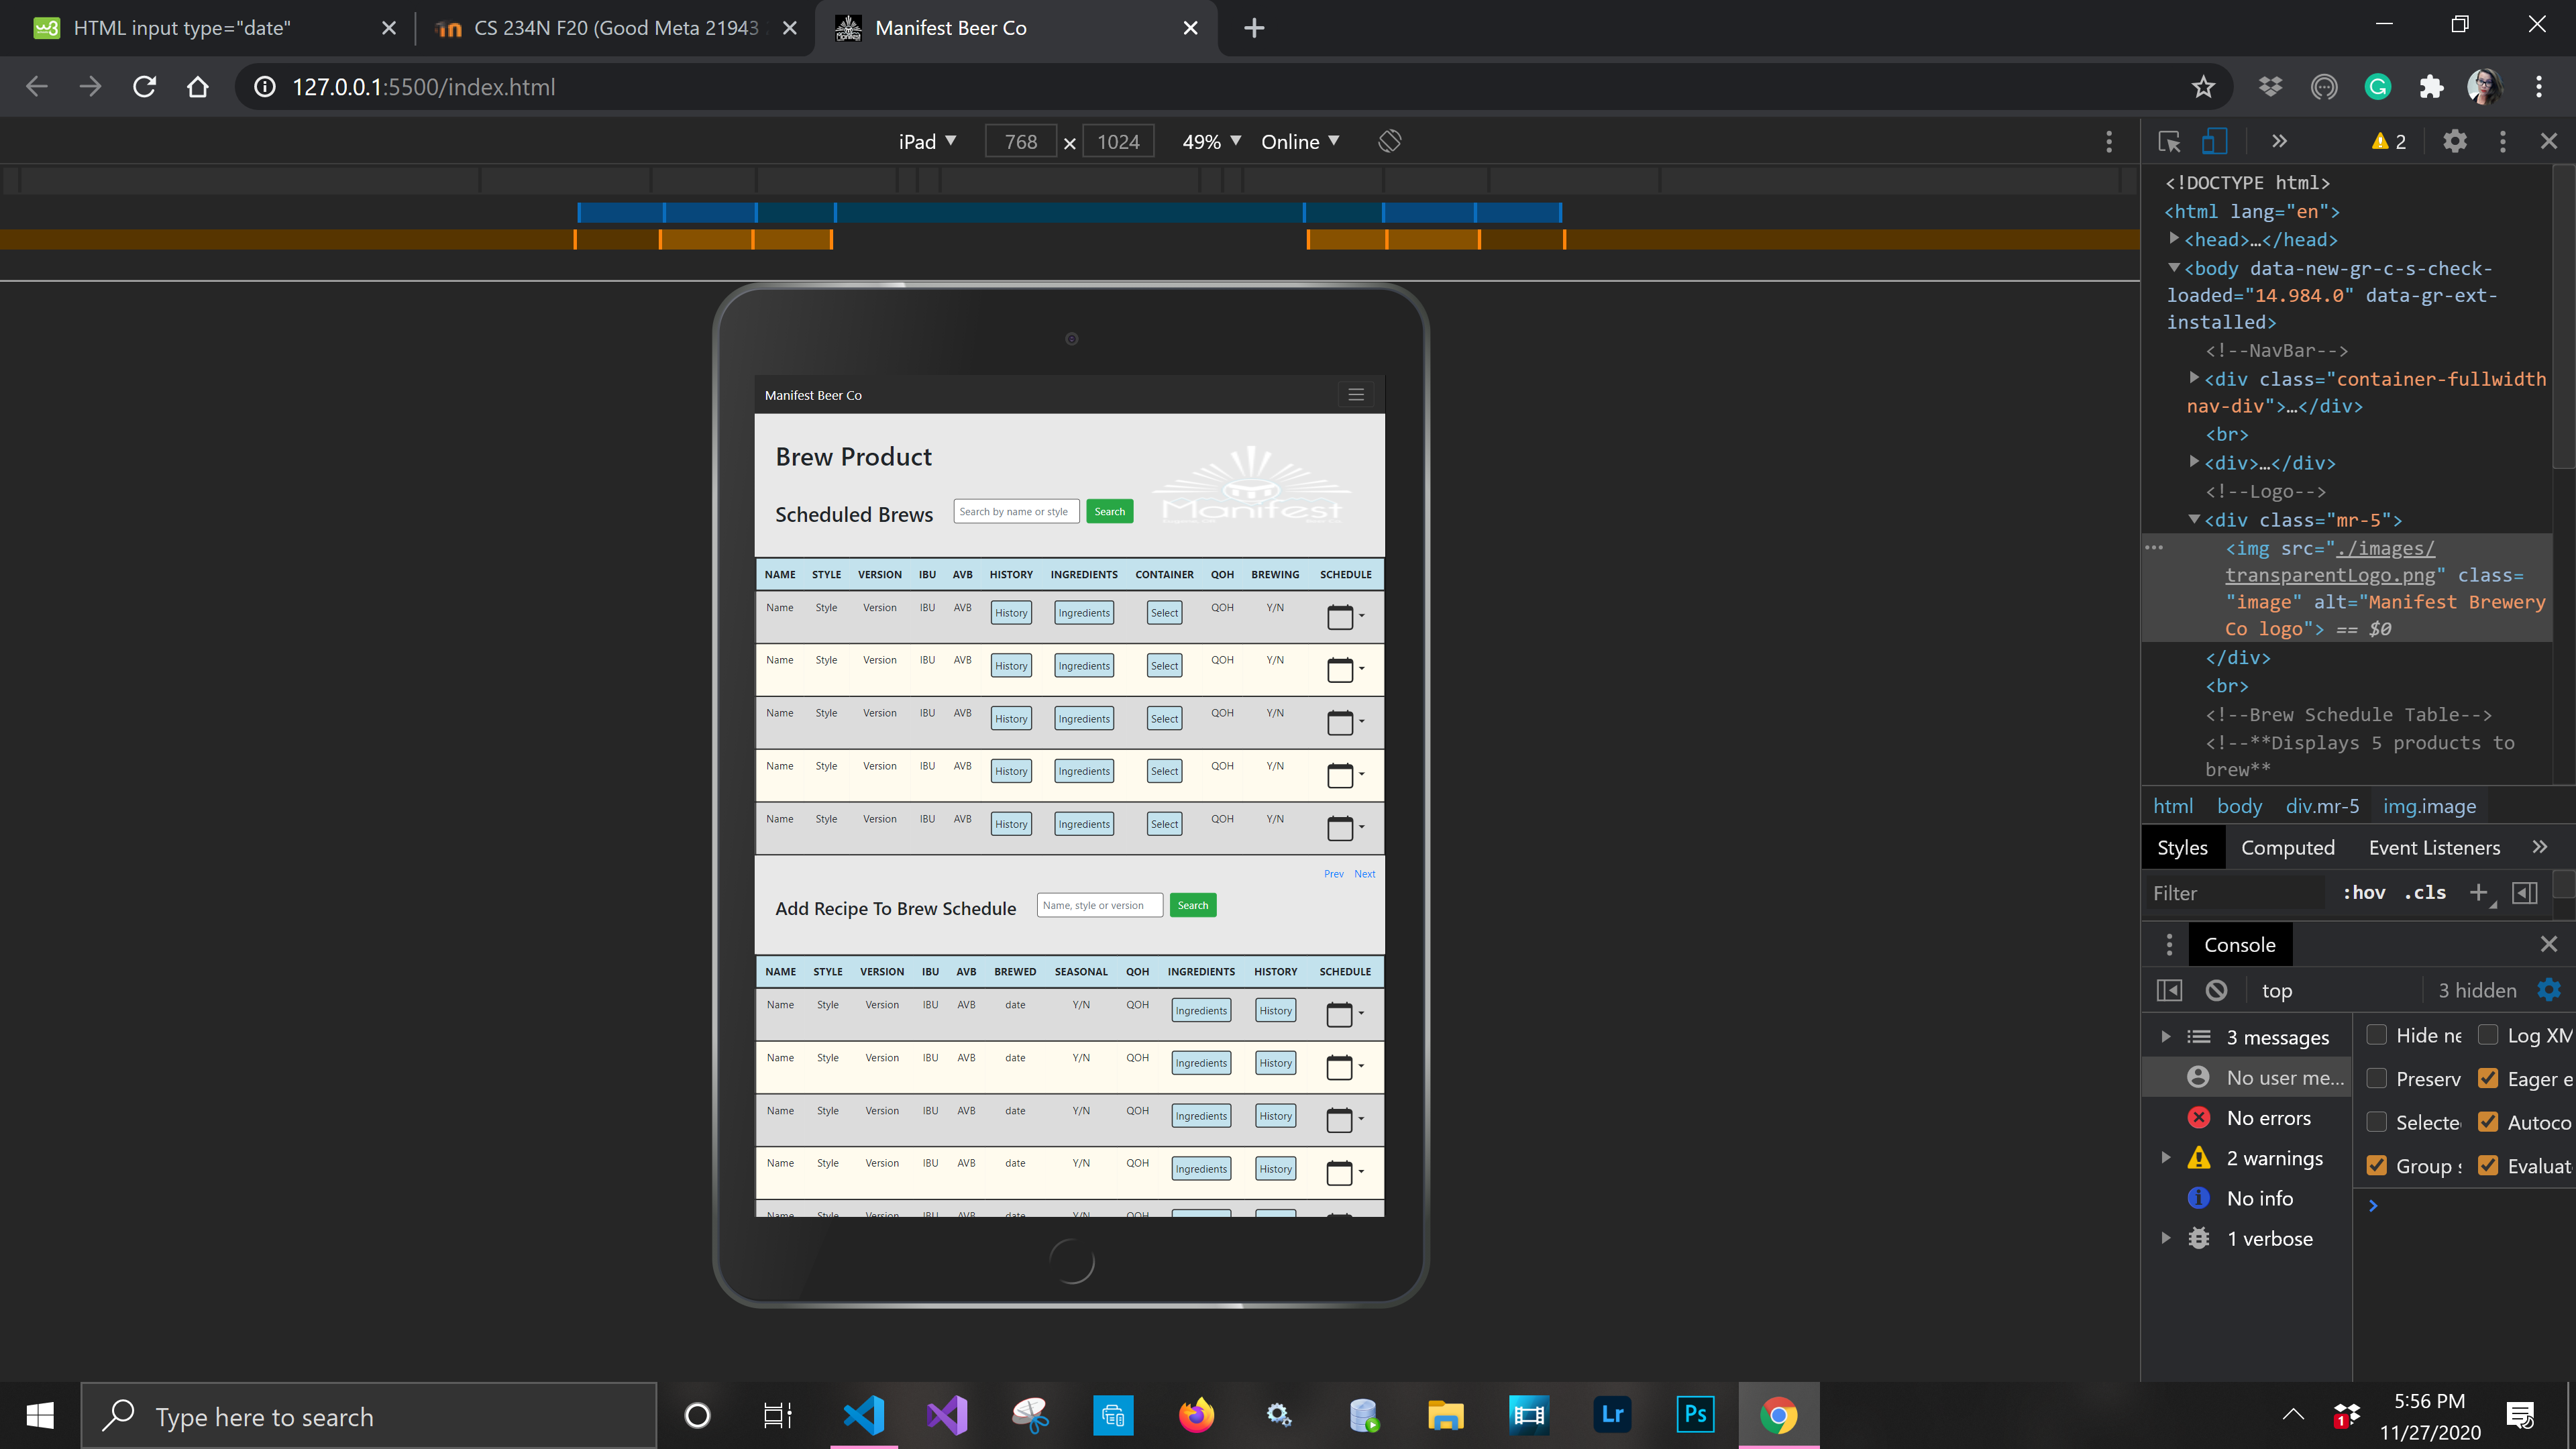 HTML input type="date"
CS 234N F20 (Good Meta 21943
Manifest Beer Co
127.0.0.1:5500/index.html
iPad 768 × 1024 49% Online
2
Manifest Beer Co
Brew Product
Manifest
Scheduled Brews Search by name or style Search
NAME STYLE VERSION IBU AVB HISTORY INGREDIENTS CONTAINER QOH BREWING SCHEDULE
Name Style Version IBU AVB History Ingredients Select QOH Y/N
Name Style Version IBU AVB History Ingredients Select QOH Y/N
Name Style Version IBU AVB History Ingredients Select QOH Y/N
Name Style Version IBU AVB History Ingredients Select QOH Y/N
Name Style Version IBU AVB History Ingredients Select QOH Y/N
Prev Next
Add Recipe To Brew Schedule Name, style or version Search
NAME STYLE VERSION IBU AVB BREWED SEASONAL QOH INGREDIENTS HISTORY SCHEDULE
Name Style Version IBU AVB date Y/N QOH Ingredients History
Name Style Version IBU AVB date Y/N QOH Ingredients History
Name Style Version IBU AVB date Y/N QOH Ingredients History
Name Style Version IBU AVB date Y/N QOH Ingredients History
Name Style Version IBU AVB date Y/N QOH
<!DOCTYPE html>
<html lang="en">
<head>…</head>
<body data-new-gr-c-s-check-
loaded="14.984.0" data-gr-ext-
installed>
<!--NavBar-->
<div class="container-fullwidth
nav-div">…</div>
<br>
<div>…</div>
<!--Logo-->
<div class="mr-5">
<img src="./images/
transparentLogo.png" class=
"image" alt="Manifest Brewery
Co logo"> == $0
</div>
<br>
<!--Brew Schedule Table-->
<!--**Displays 5 products to
brew**
html body div.mr-5 img.image
Styles Computed Event Listeners
Filter :hov .cls
Console
top 3 hidden
3 messages
No user me...
No errors
2 warnings
No info
1 verbose
Hide ne Log XM
Preserv Eager e
Selecte Autoco
Group s Evaluat
Type here to search
Lr
Ps
1
5:56 PM
11/27/2020